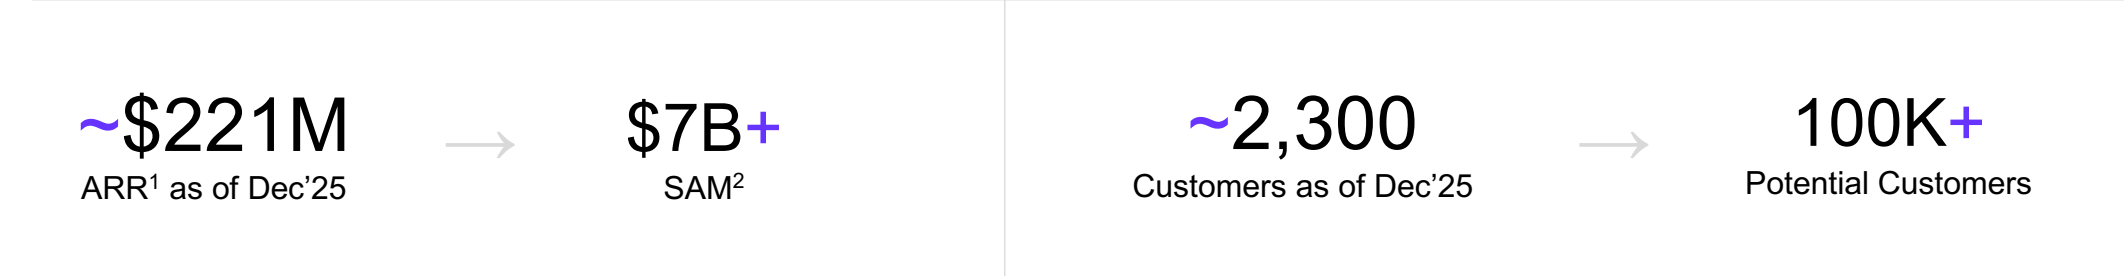 ~$221M
ARR¹ as of Dec’25
→
$7B+
SAM²
~2,300
Customers as of Dec’25
→
100K+
Potential Customers